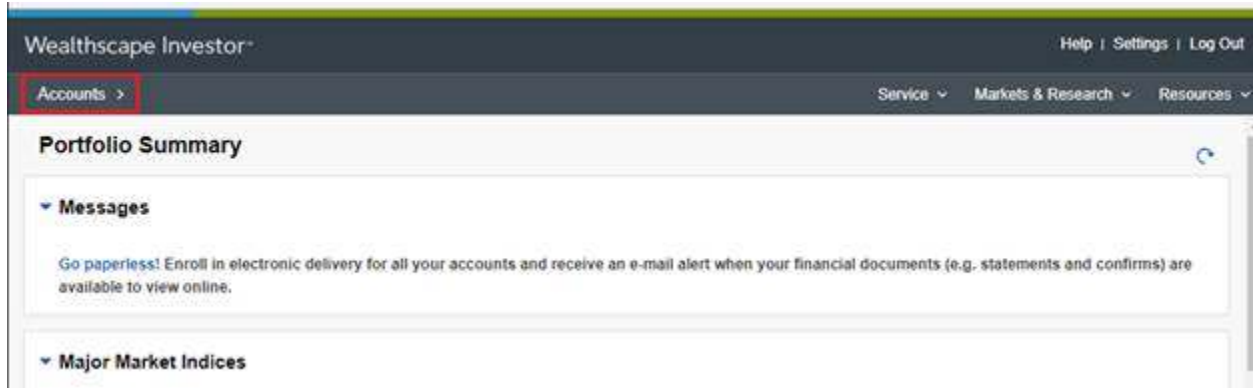 Wealthscape Investor℠
Help | Settings | Log Out
Accounts >
Service Markets & Research Resources
Portfolio Summary
Messages
Go paperless! Enroll in electronic delivery for all your accounts and receive an e-mail alert when your financial documents (e.g. statements and confirms) are
available to view online.
Major Market Indices